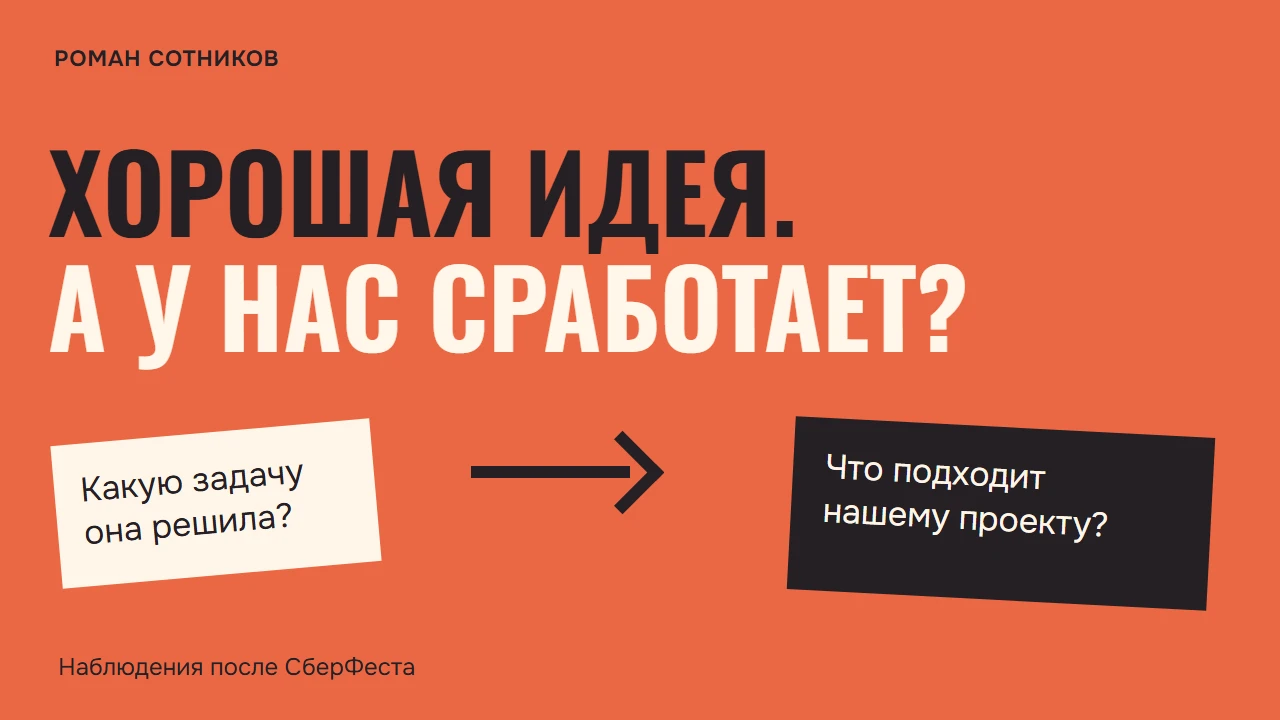 РОМАН СОТНИКОВ
ХОРОШАЯ ИДЕЯ.
А У НАС СРАБОТАЕТ?
Какую задачу
она решила?
Что подходит
нашему проекту?
Наблюдения после СберФеста